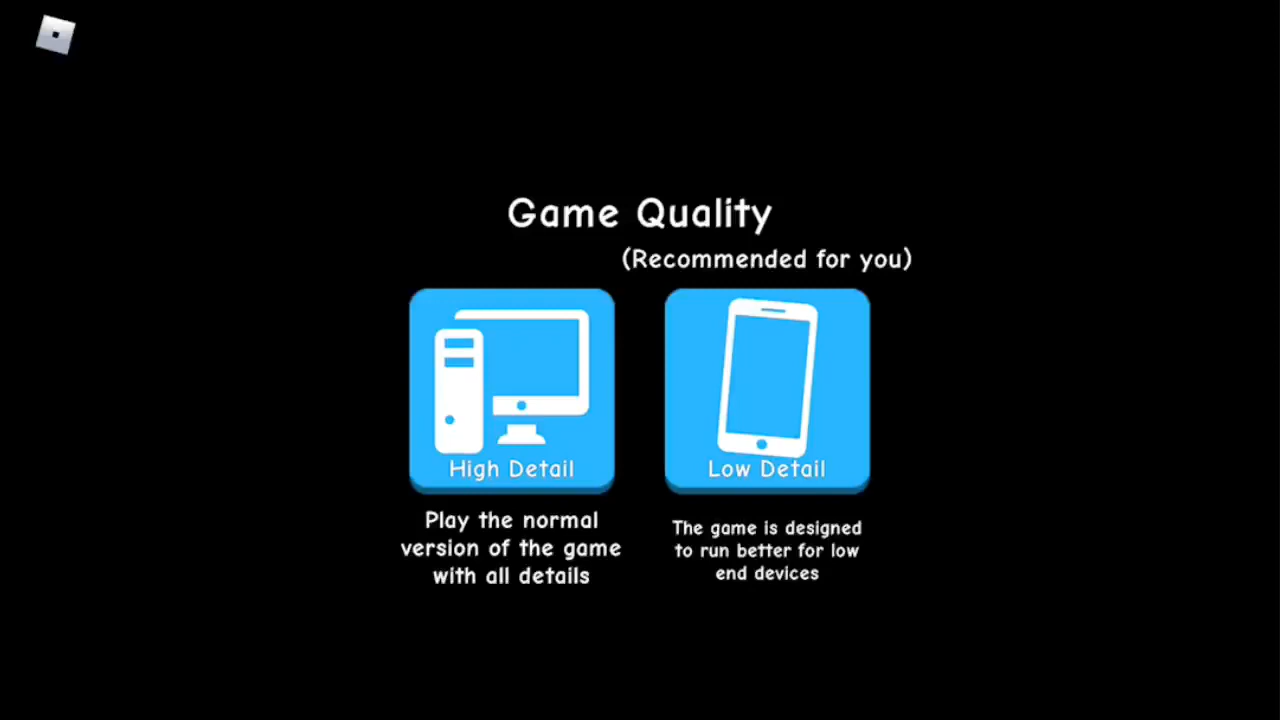 Game Quality
(Recommended for you)
High Detail
Play the normal
version of the game
with all details
Low Detail
The game is designed
to run better for low
end devices